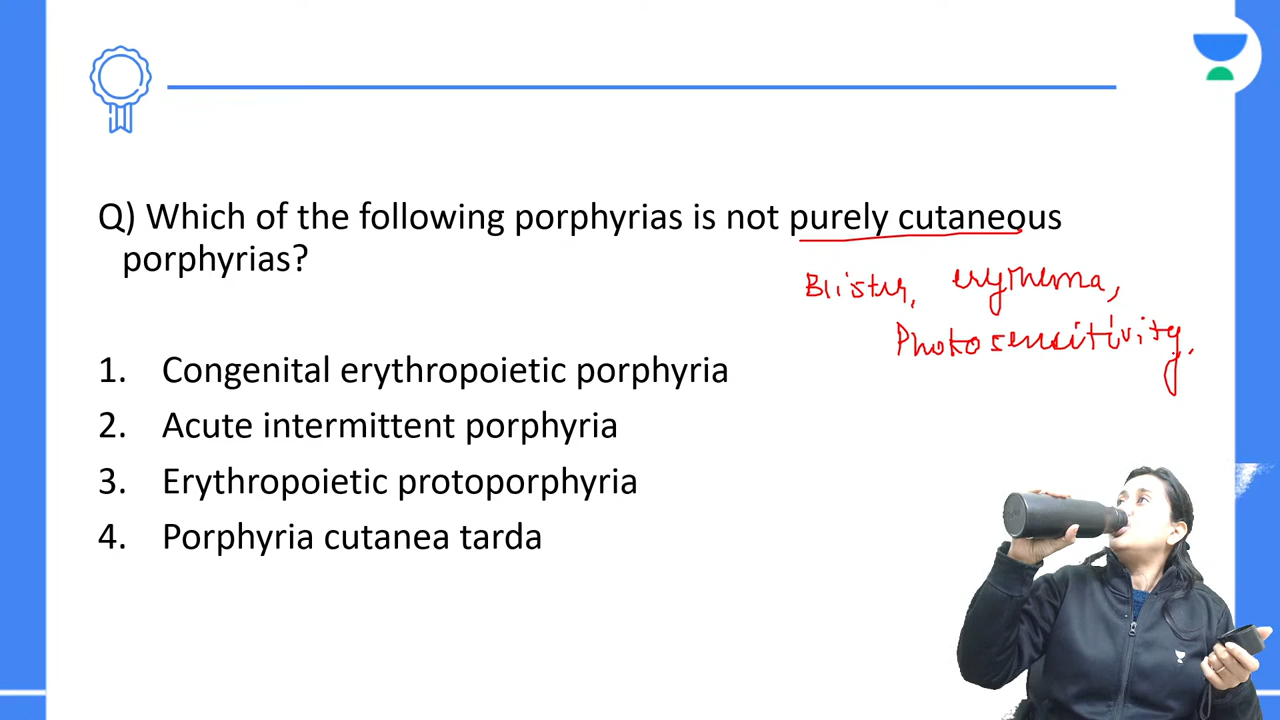 Q) Which of the following porphyrias is not purely cutaneous
porphyrias?
Blister, erythema,
Photosensitivity.
1. Congenital erythropoietic porphyria
2. Acute intermittent porphyria
3. Erythropoietic protoporphyria
4. Porphyria cutanea tarda